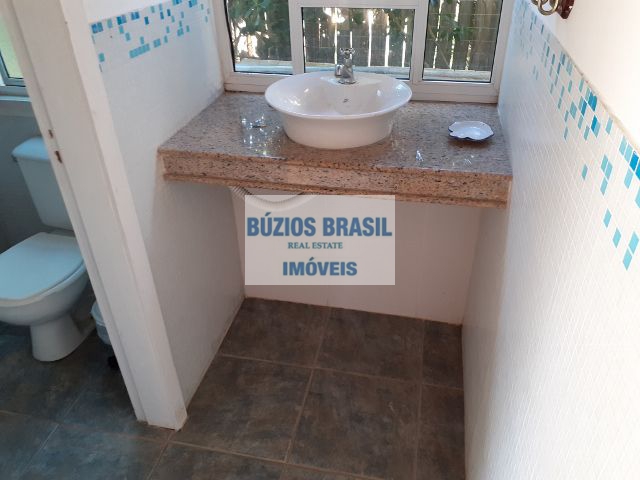 BÚZIOS BRASIL
REAL ESTATE
IMÓVEIS